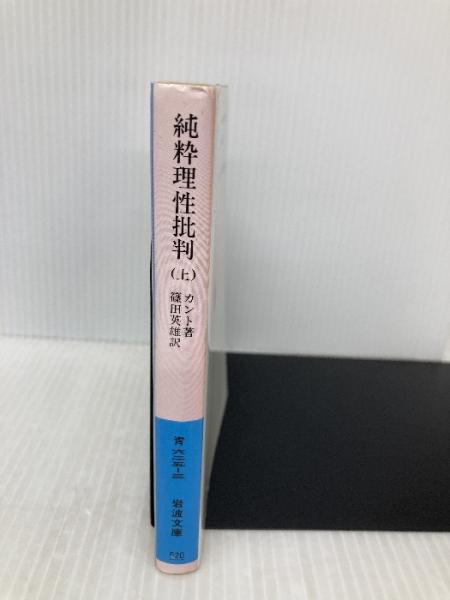 純粋理性批判
(上)
カント著
篠田英雄訳
青 六二五-三
岩波文庫
620